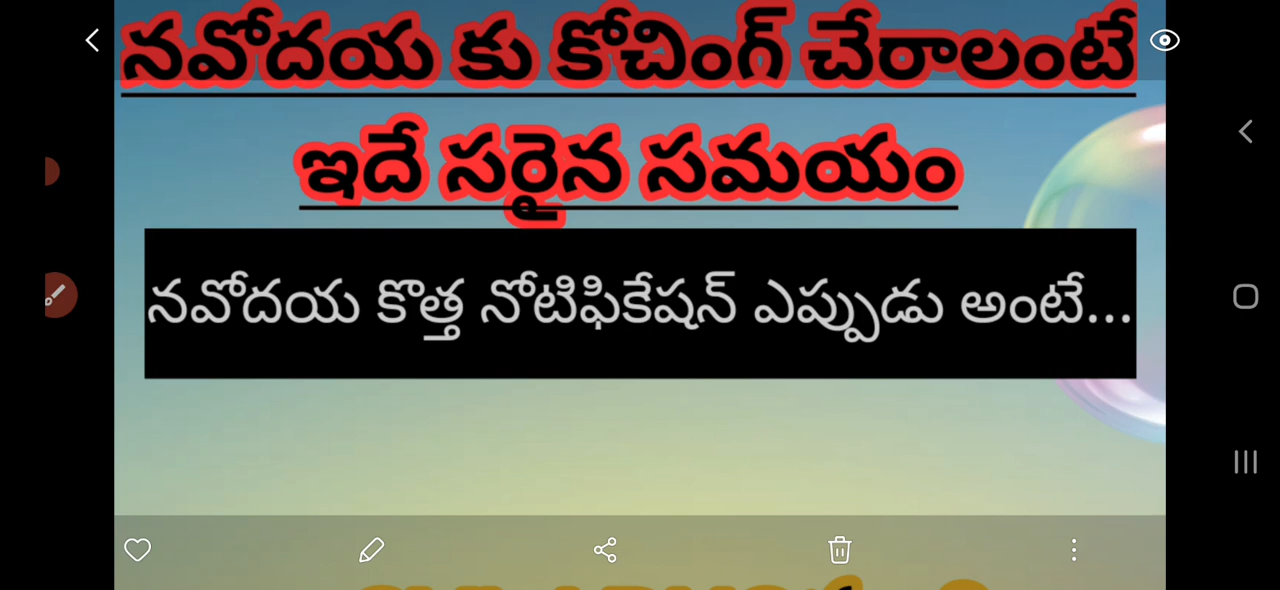 నవోదయ కు కోచింగ్ చేరాలంటే
ఇదే సరైన సమయం
నవోదయ కొత్త నోటిఫికేషన్ ఎప్పుడు అంటే...